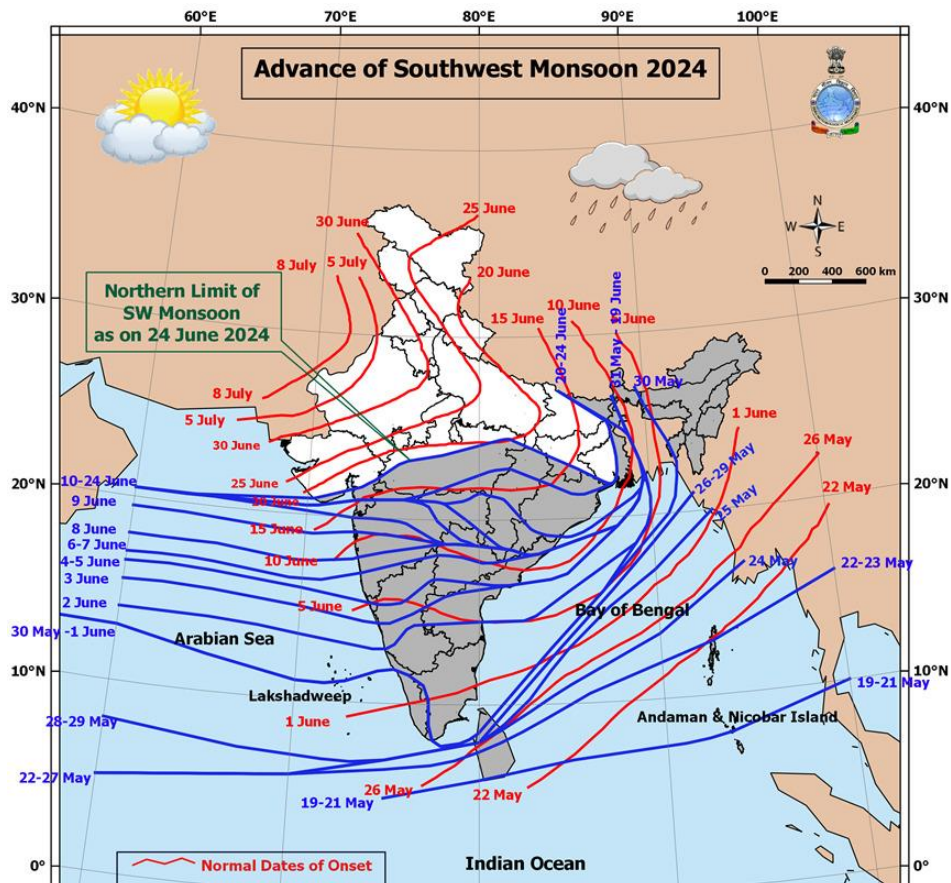 60°E 70°E 80°E 90°E 100°E
Advance of Southwest Monsoon 2024
40°N 40°N
N
W E
S
0 200 400 600 km
30 June
25 June
8 July
5 July
20 June
Northern Limit of
SW Monsoon
as on 24 June 2024
30°N 30°N
15 June
10 June
20-24 June
31 May - 19 June
5 June
30 May
8 July
5 July
30 June
1 June
26 May
22 May
25 June
20 June
15 June
10 June
5 June
20°N 20°N
10-24 June
9 June
8 June
6-7 June
4-5 June
3 June
2 June
30 May -1 June
26-29 May
25 May
24 May
22-23 May
Bay of Bengal
Arabian Sea
10°N 10°N
Lakshadweep
1 June
19-21 May
Andaman & Nicobar Island
28-29 May
22-27 May
26 May
22 May
19-21 May
0° 0°
Normal Dates of Onset
Indian Ocean